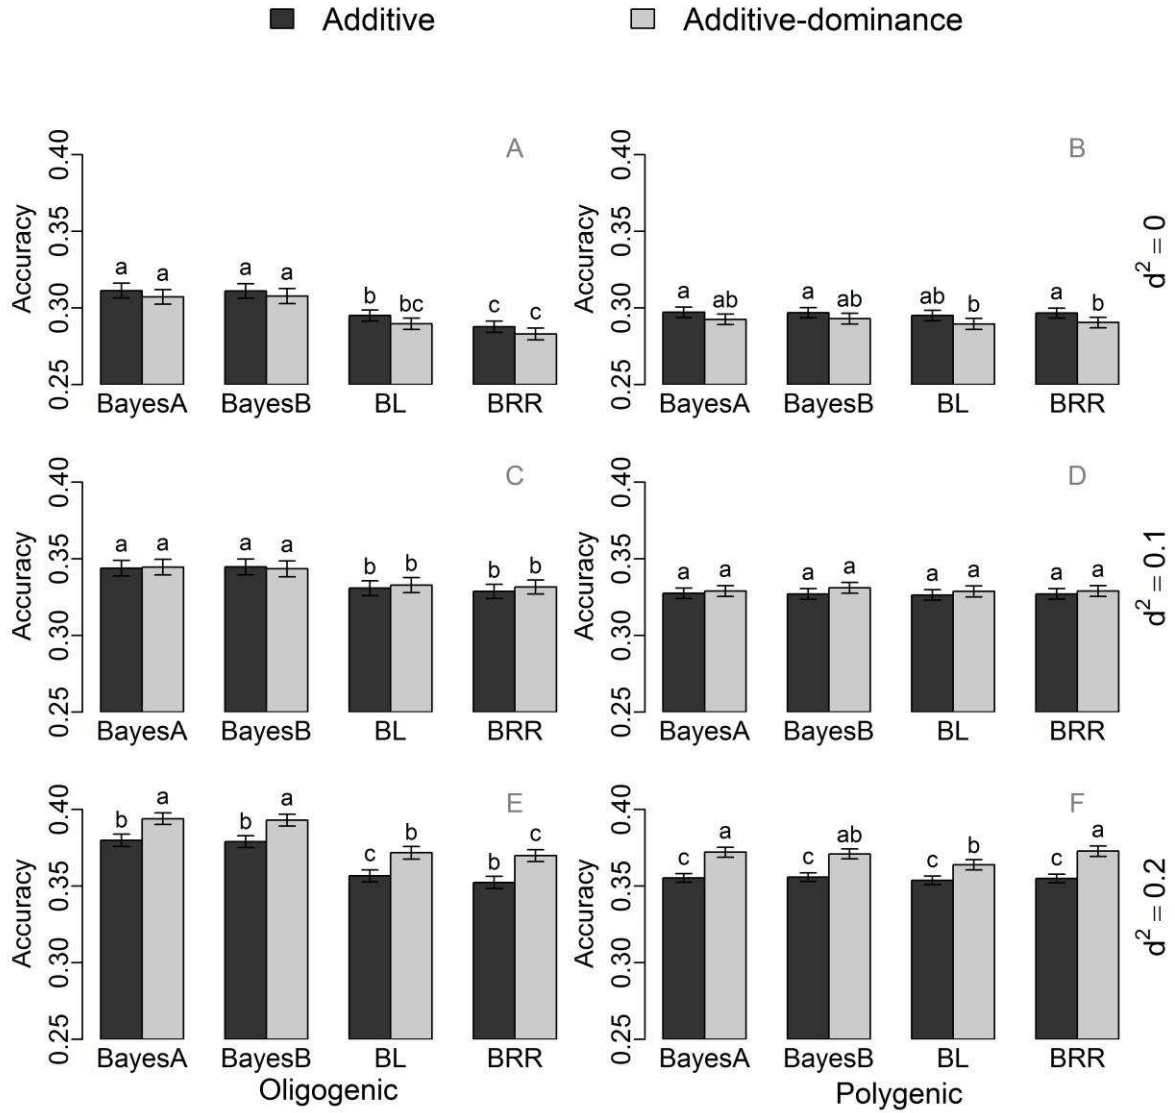 Additive Additive-dominance
A B
0.40 0.40
0.35 0.35
0.30 0.30
0.25 0.25
Accuracy Accuracy
a a a a b bc c c
a ab a ab ab b a b
BayesA BayesB BL BRR
BayesA BayesB BL BRR
d² = 0
C D
0.40 0.40
0.35 0.35
0.30 0.30
0.25 0.25
Accuracy Accuracy
a a a a b b b b
a a a a a a a a
BayesA BayesB BL BRR
BayesA BayesB BL BRR
d² = 0.1
E F
0.40 0.40
0.35 0.35
0.30 0.30
0.25 0.25
Accuracy Accuracy
b a b a c b b c
c a c ab c b c a
BayesA BayesB BL BRR
BayesA BayesB BL BRR
d² = 0.2
Oligogenic Polygenic